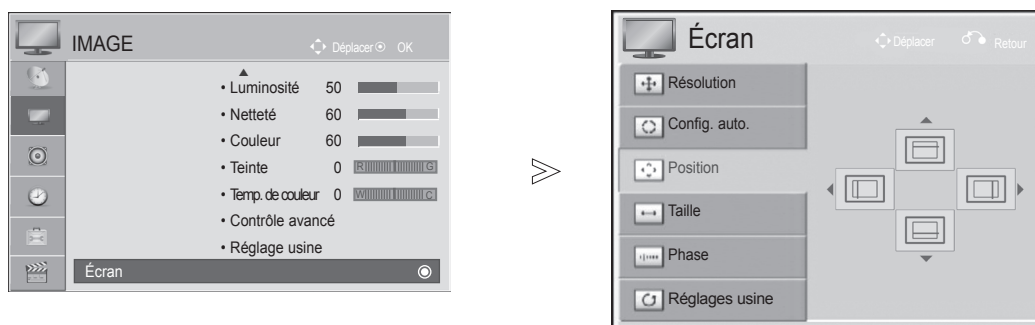 IMAGE
Déplacer OK
• Luminosité 50
• Netteté 60
• Couleur 60
• Teinte 0 R G
• Temp. de couleur 0 W C
• Contrôle avancé
• Réglage usine
Écran
Écran
Déplacer Retour
Résolution
Config. auto.
Position
Taille
Phase
Réglages usine